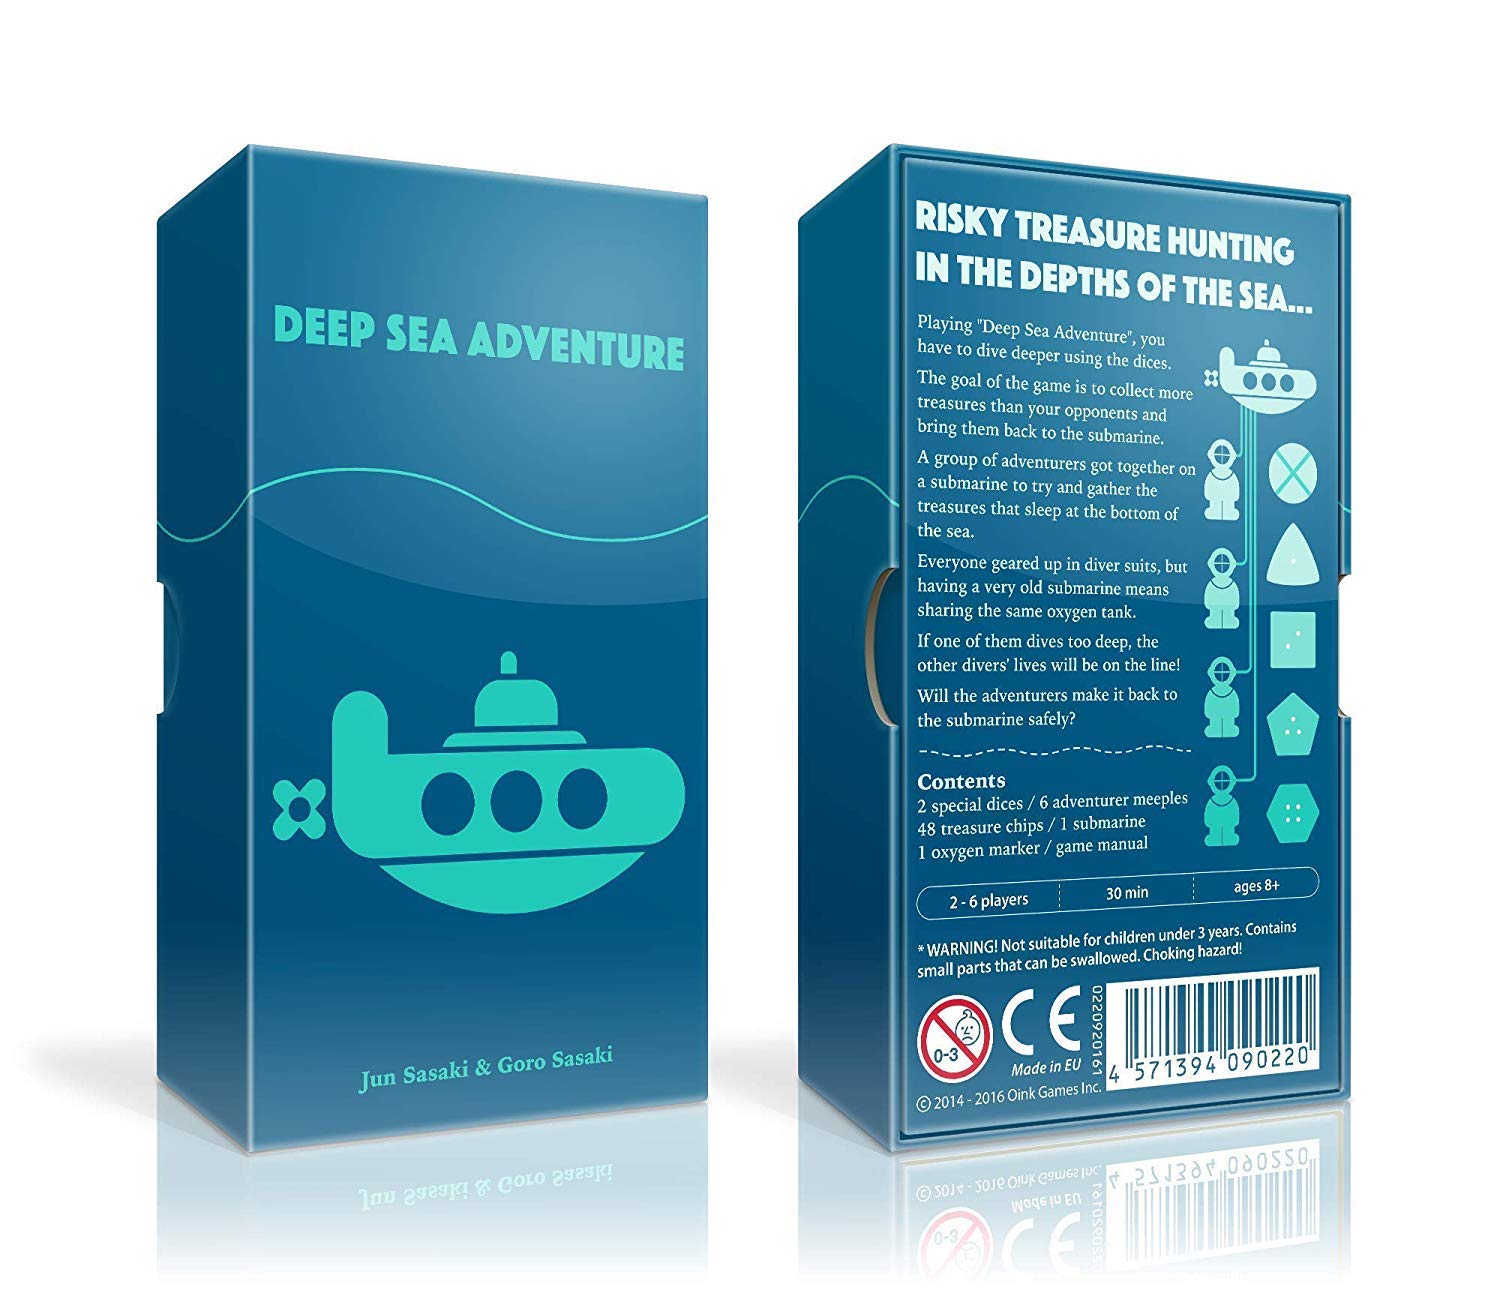 DEEP SEA ADVENTURE
Jun Sasaki & Goro Sasaki
RISKY TREASURE HUNTING
IN THE DEPTHS OF THE SEA...
Playing "Deep Sea Adventure", you
have to dive deeper using the dices.
The goal of the game is to collect more
treasures than your opponents and
bring them back to the submarine.
A group of adventurers got together on
a submarine to try and gather the
treasures that sleep at the bottom of
the sea.
Everyone geared up in diver suits, but
having a very old submarine means
sharing the same oxygen tank.
If one of them dives too deep, the
other divers' lives will be on the line!
Will the adventurers make it back to
the submarine safely?
Contents
2 special dices / 6 adventurer meeples
48 treasure chips / 1 submarine
1 oxygen marker / game manual
2 - 6 players 30 min ages 8+
* WARNING! Not suitable for children under 3 years. Contains
small parts that can be swallowed. Choking hazard!
0-3
CE
Made in EU
0220920161
4 571394 090220
© 2014 - 2016 Oink Games Inc.